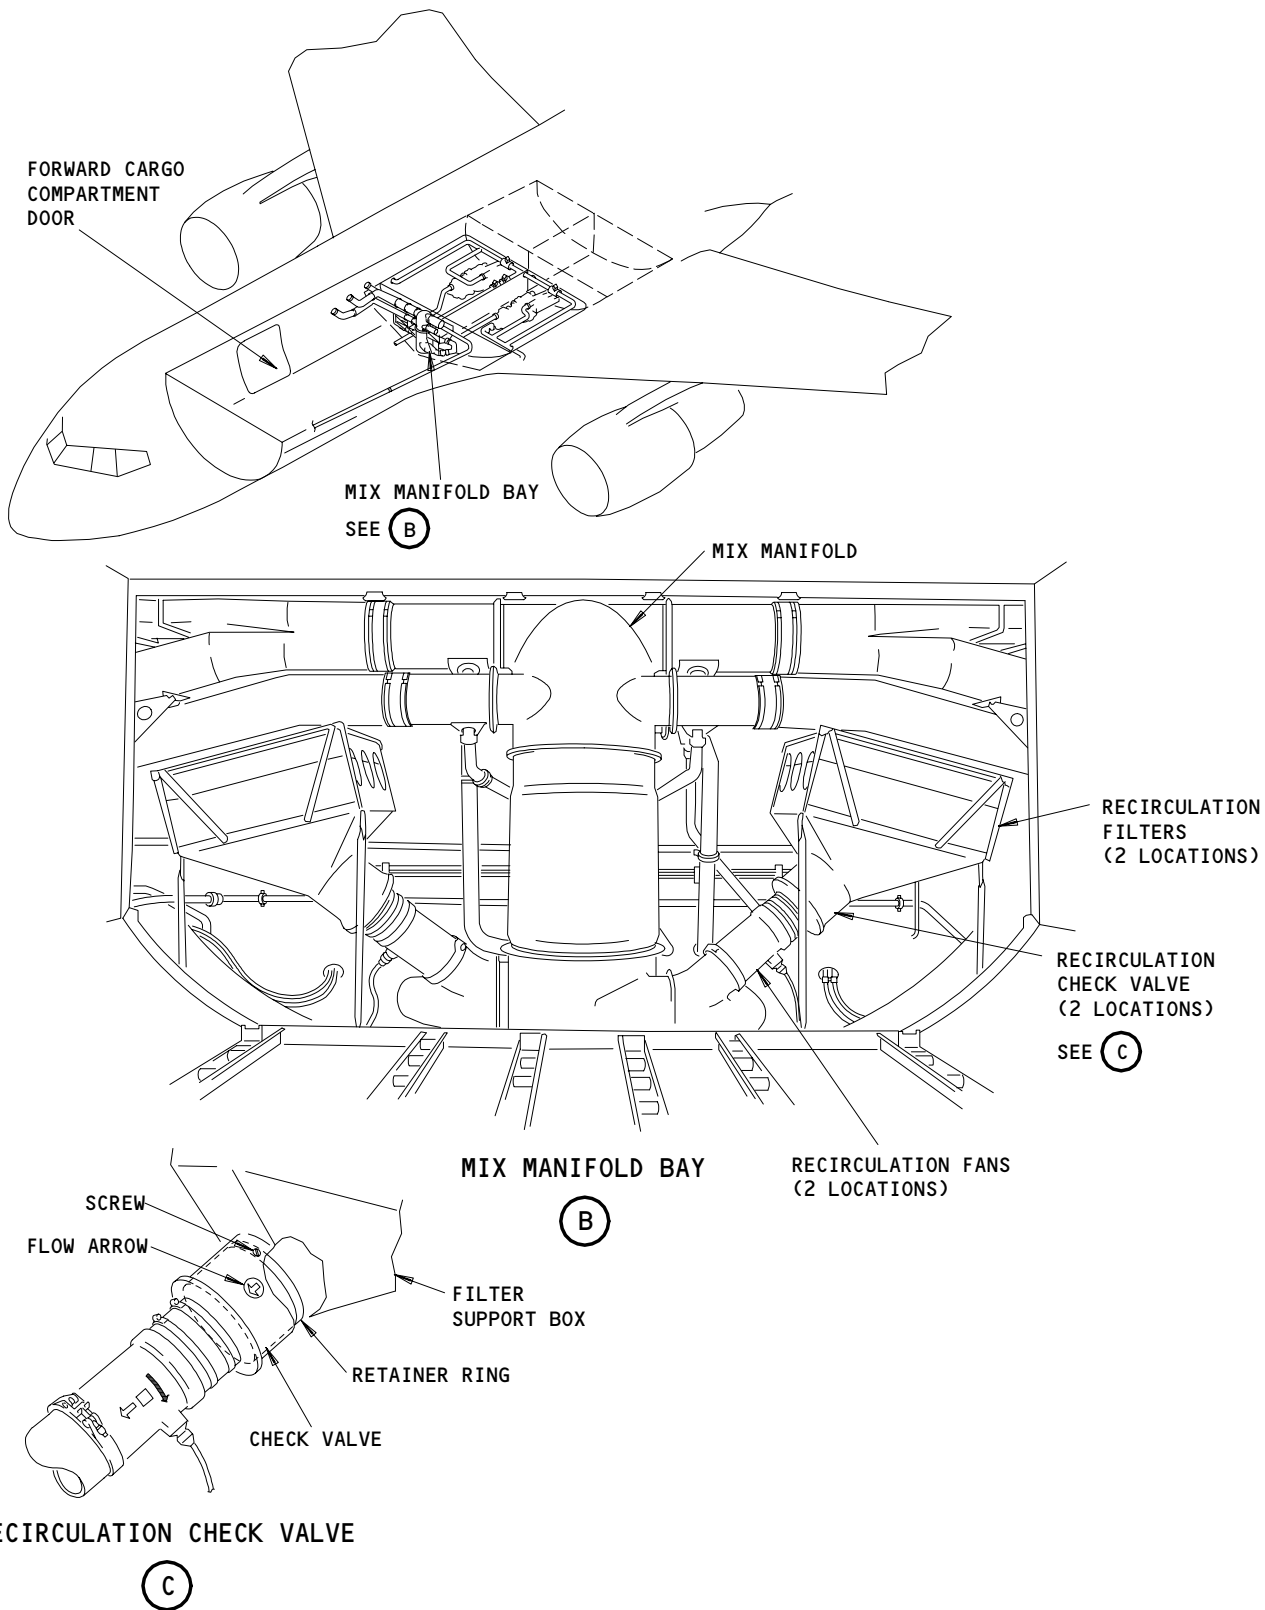 FORWARD CARGO
COMPARTMENT
DOOR
MIX MANIFOLD BAY
SEE B
MIX MANIFOLD
RECIRCULATION
FILTERS
(2 LOCATIONS)
RECIRCULATION
CHECK VALVE
(2 LOCATIONS)
SEE C
RECIRCULATION FANS
(2 LOCATIONS)
MIX MANIFOLD BAY
B
SCREW
FLOW ARROW
FILTER
SUPPORT BOX
RETAINER RING
CHECK VALVE
ECIRCULATION CHECK VALVE
C